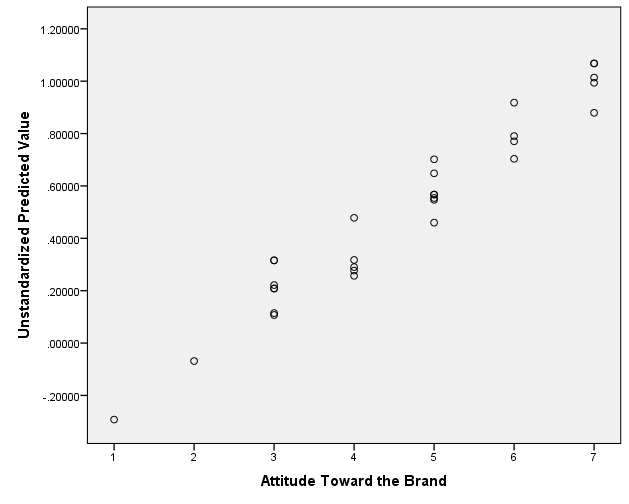 1.20000
1.00000
.80000
.60000
.40000
.20000
.00000
-.20000
Unstandardized Predicted Value
1 2 3 4 5 6 7
Attitude Toward the Brand